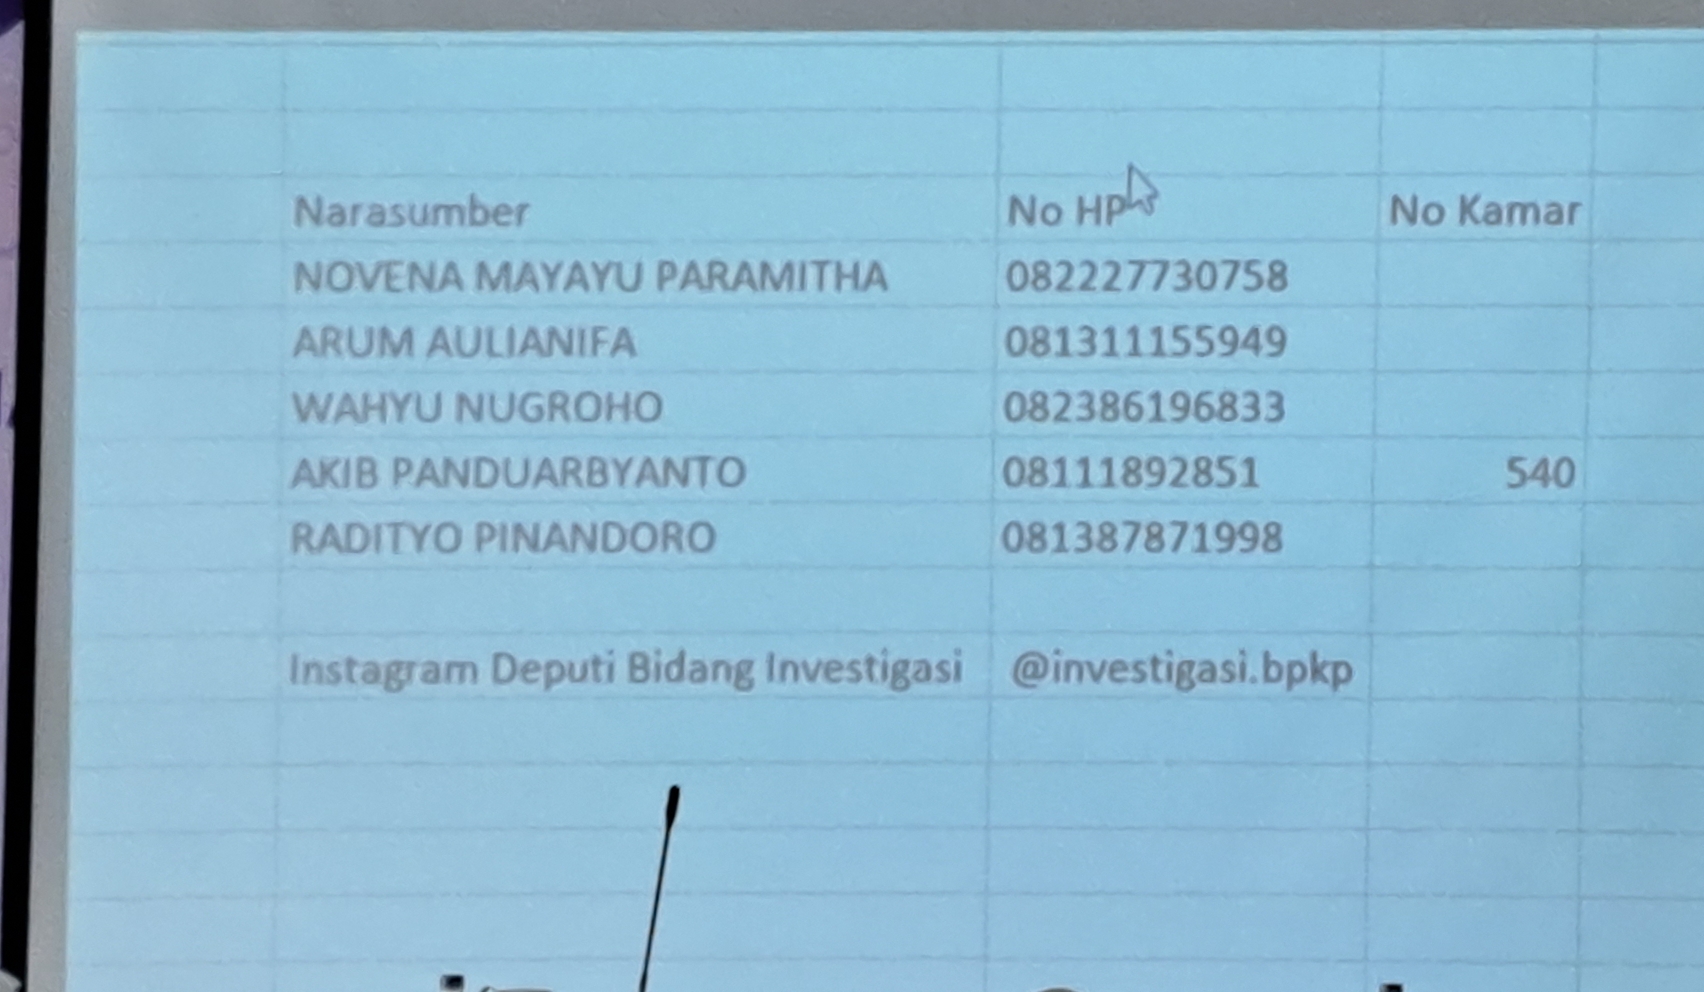 Narasumber No HP No Kamar
NOVENA MAYAYU PARAMITHA 082227730758
ARUM AULIANIFA 081311155949
WAHYU NUGROHO 082386196833
AKIB PANDUARBYANTO 08111892851 540
RADITYO PINANDORO 081387871998
Instagram Deputi Bidang Investigasi @investigasi.bpkp